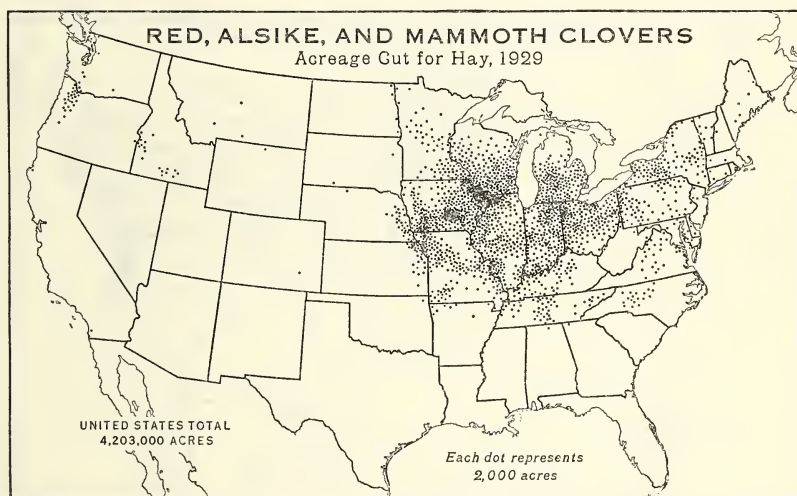 RED, ALSIKE, AND MAMMOTH CLOVERS
Acreage Cut for Hay, 1929
UNITED STATES TOTAL
4,203,000 ACRES
Each dot represents
2,000 acres